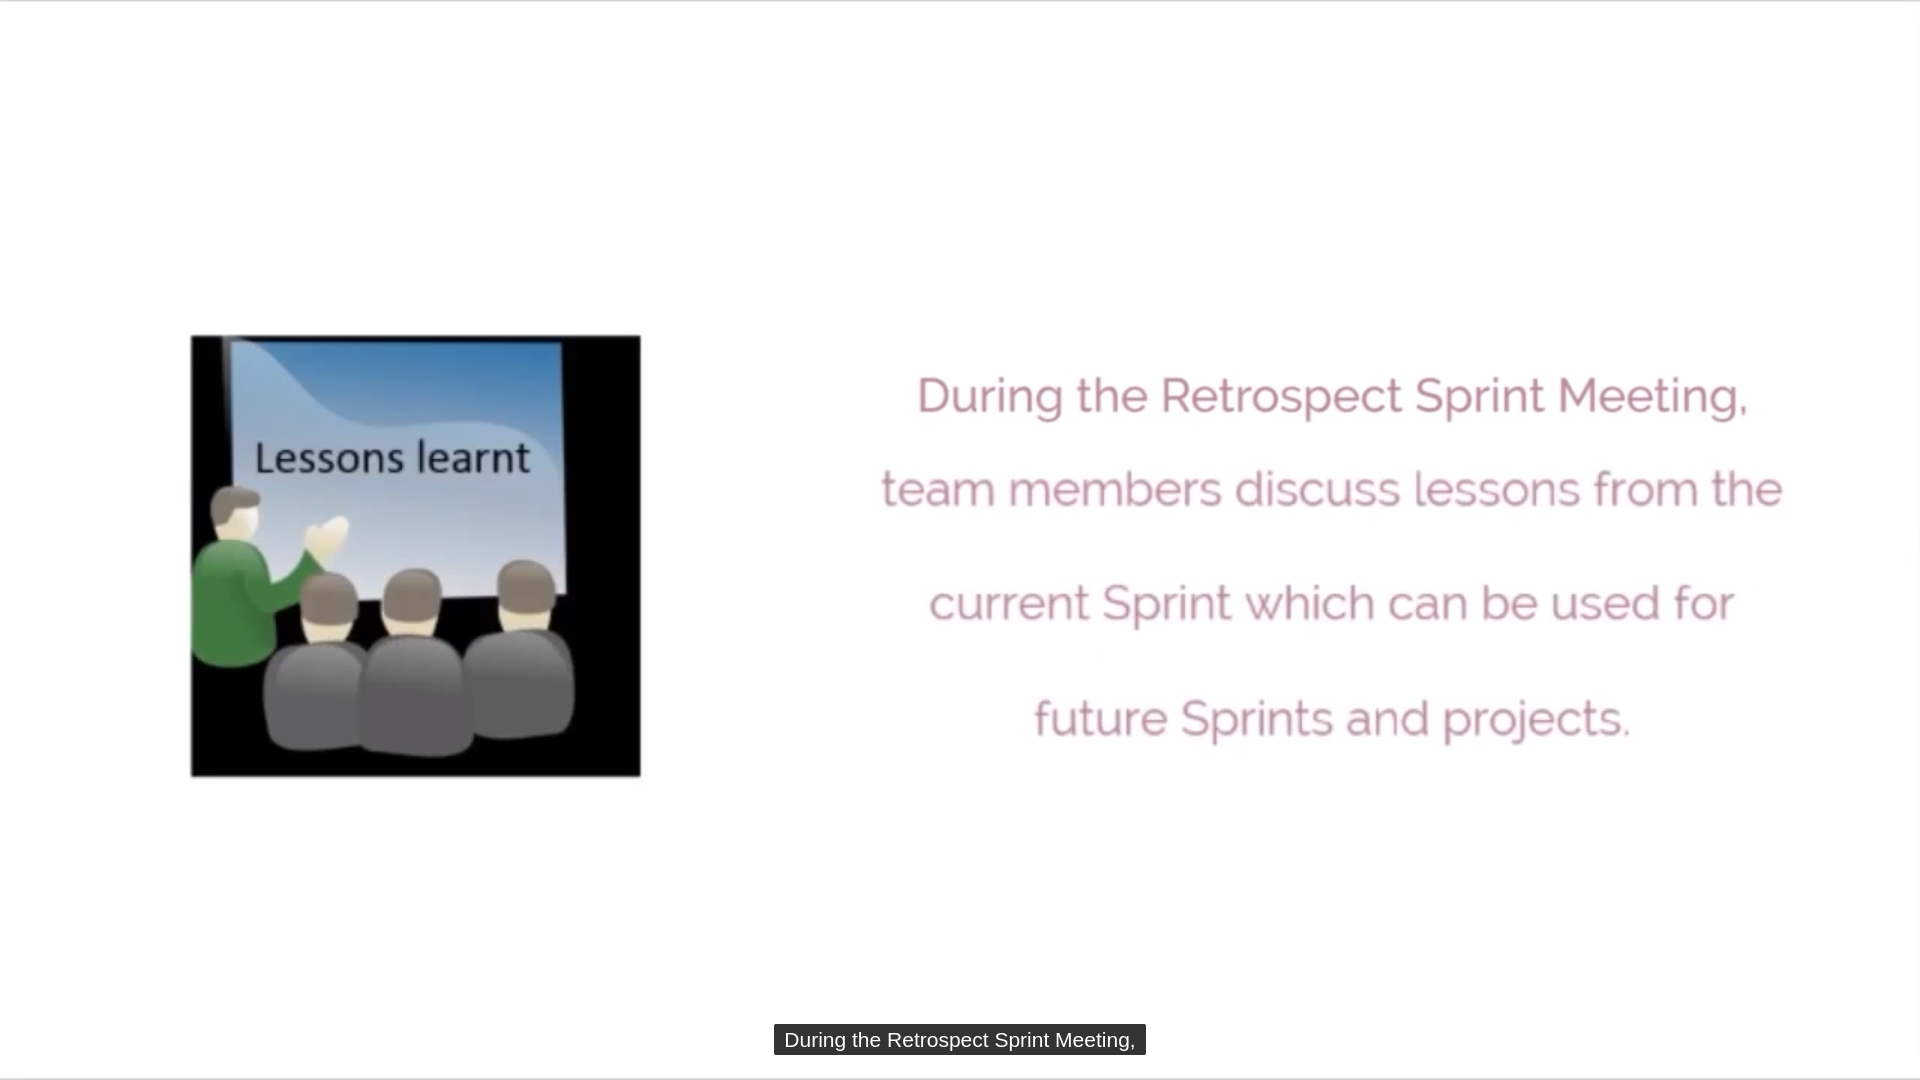 Lessons learnt
During the Retrospect Sprint Meeting,
team members discuss lessons from the
current Sprint which can be used for
future Sprints and projects.
During the Retrospect Sprint Meeting,